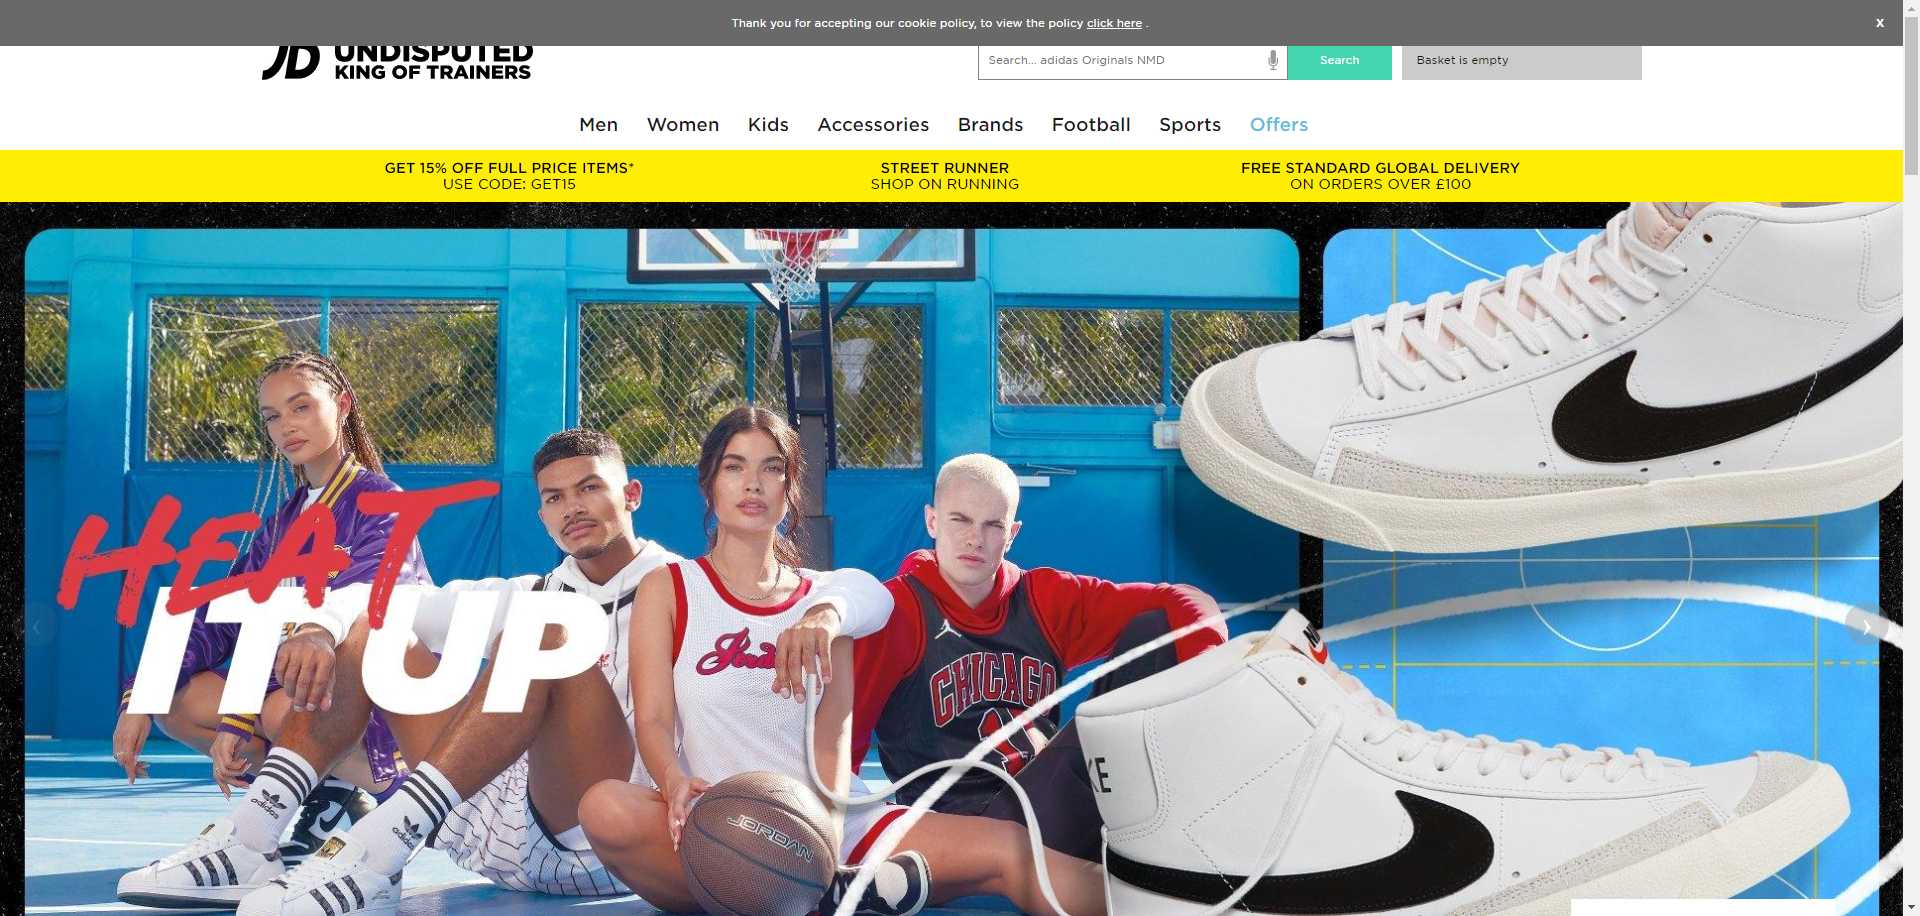 Thank you for accepting our cookie policy, to view the policy click here .
x
JD UNDISPUTED
KING OF TRAINERS
Search... adidas Originals NMD
Search
Basket is empty
Men Women Kids Accessories Brands Football Sports Offers
GET 15% OFF FULL PRICE ITEMS*
USE CODE: GET15
STREET RUNNER
SHOP ON RUNNING
FREE STANDARD GLOBAL DELIVERY
ON ORDERS OVER £100
HEAT
IT UP
CHICAGO
JORDAN
adidas
adidas